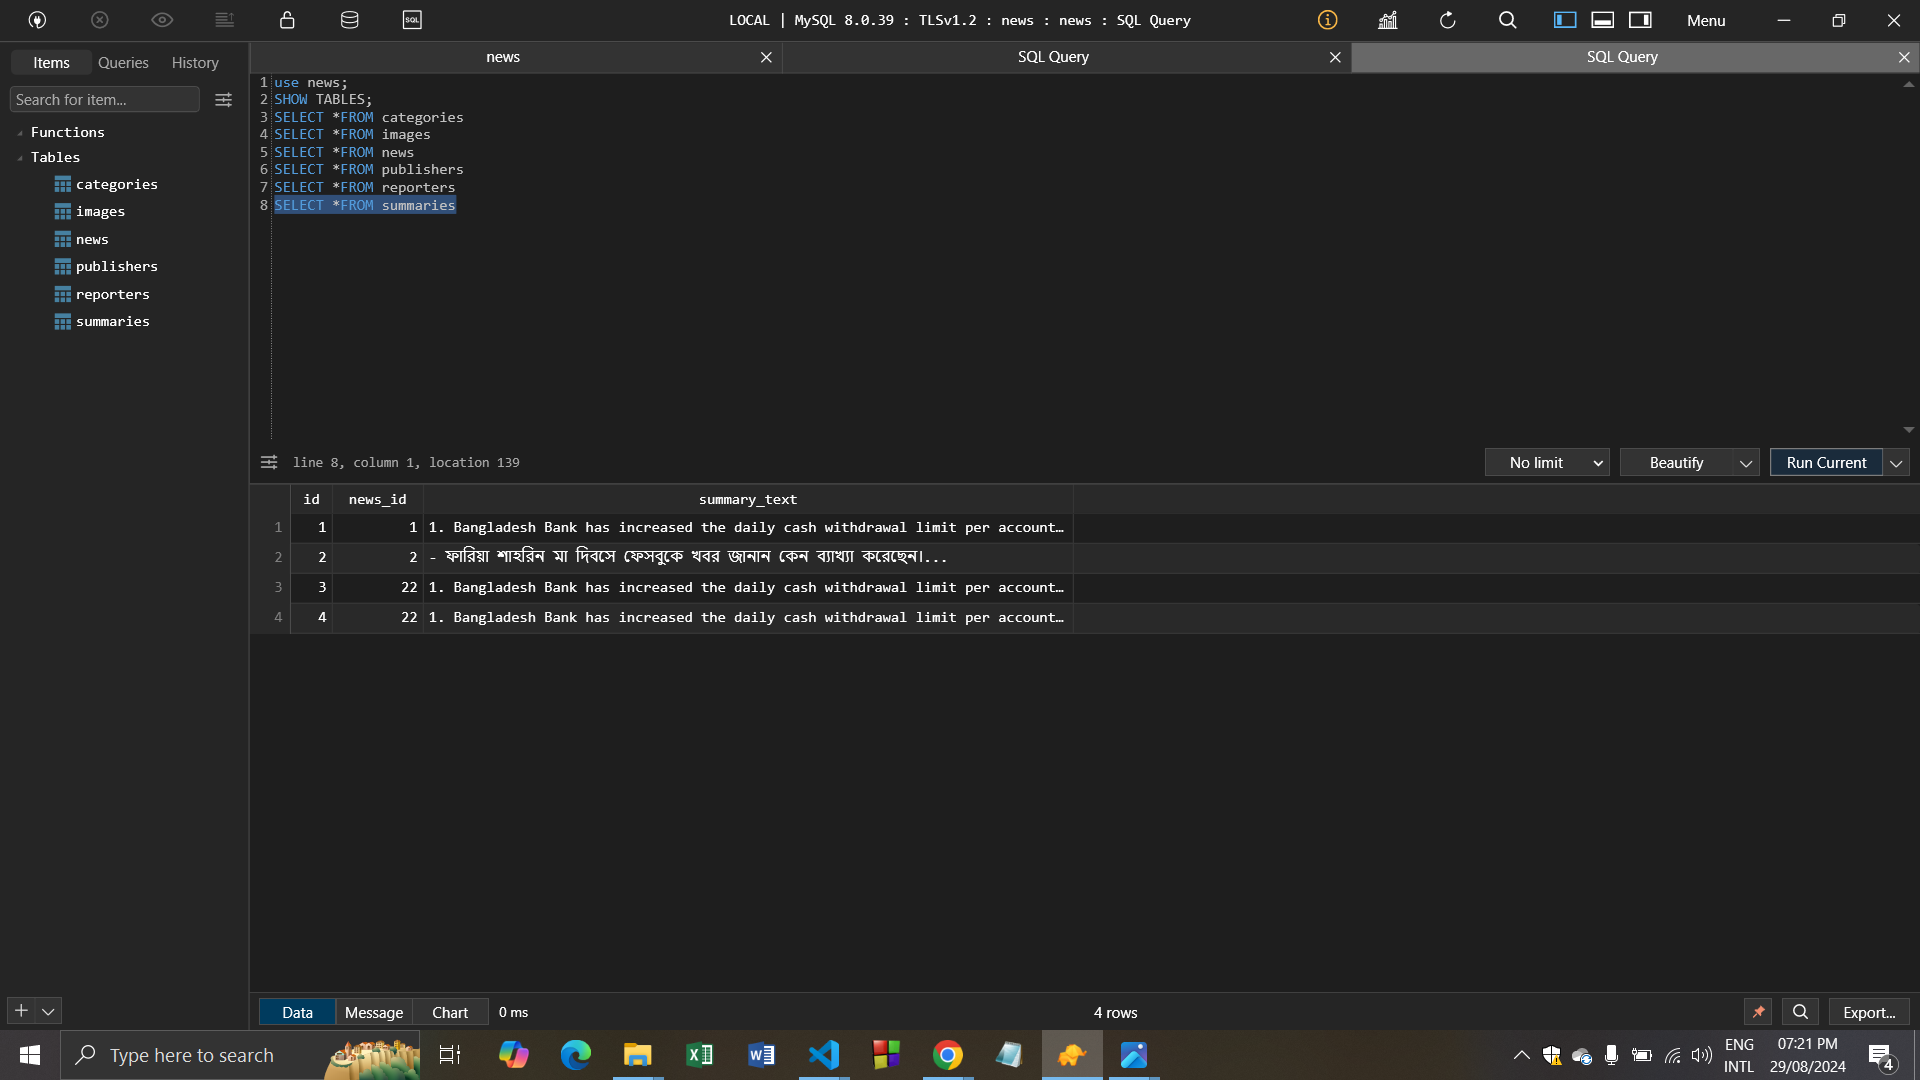 LOCAL | MySQL 8.0.39 : TLSv1.2 : news : news : SQL Query
Menu
Items Queries History
news
SQL Query
SQL Query
Search for item...
Functions
Tables
categories
images
news
publishers
reporters
summaries
1 use news;
2 SHOW TABLES;
3 SELECT *FROM categories
4 SELECT *FROM images
5 SELECT *FROM news
6 SELECT *FROM publishers
7 SELECT *FROM reporters
8 SELECT *FROM summaries
line 8, column 1, location 139
No limit
Beautify
Run Current
id news_id summary_text
1 1 1 1. Bangladesh Bank has increased the daily cash withdrawal limit per account…
2 2 2 - ফারিয়া শাহরিন মা দিবসে ফেসবুকে খবর জানান কেন ব্যাখ্যা করেছেন।...
3 3 22 1. Bangladesh Bank has increased the daily cash withdrawal limit per account…
4 4 22 1. Bangladesh Bank has increased the daily cash withdrawal limit per account…
Data Message Chart 0 ms
4 rows
Export...
Type here to search
ENG
INTL
07:21 PM
29/08/2024
4